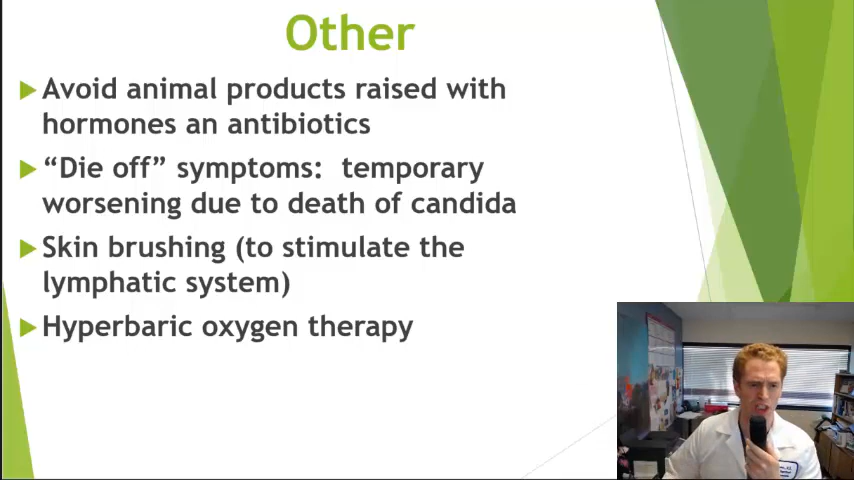 Other
Avoid animal products raised with
hormones an antibiotics
“Die off” symptoms: temporary
worsening due to death of candida
Skin brushing (to stimulate the
lymphatic system)
Hyperbaric oxygen therapy